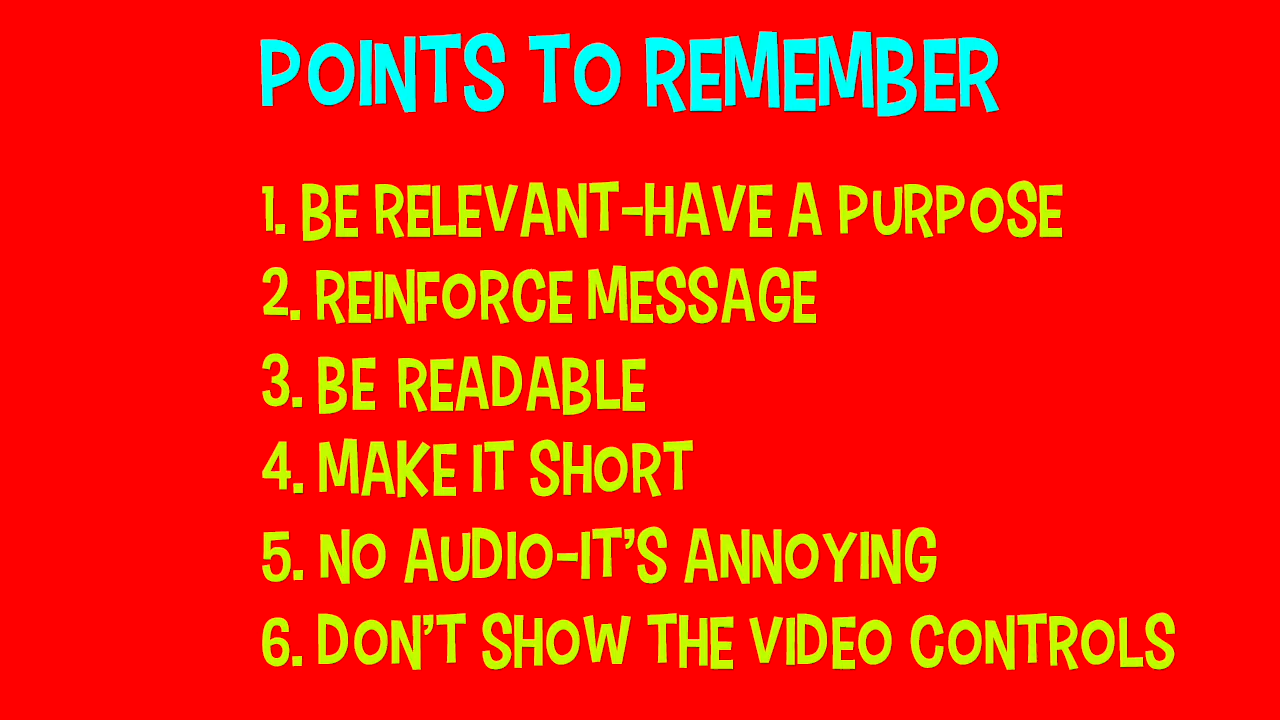 POINTS TO REMEMBER
1. BE RELEVANT-HAVE A PURPOSE
2. REINFORCE MESSAGE
3. BE READABLE
4. MAKE IT SHORT
5. NO AUDIO-IT'S ANNOYING
6. DON'T SHOW THE VIDEO CONTROLS